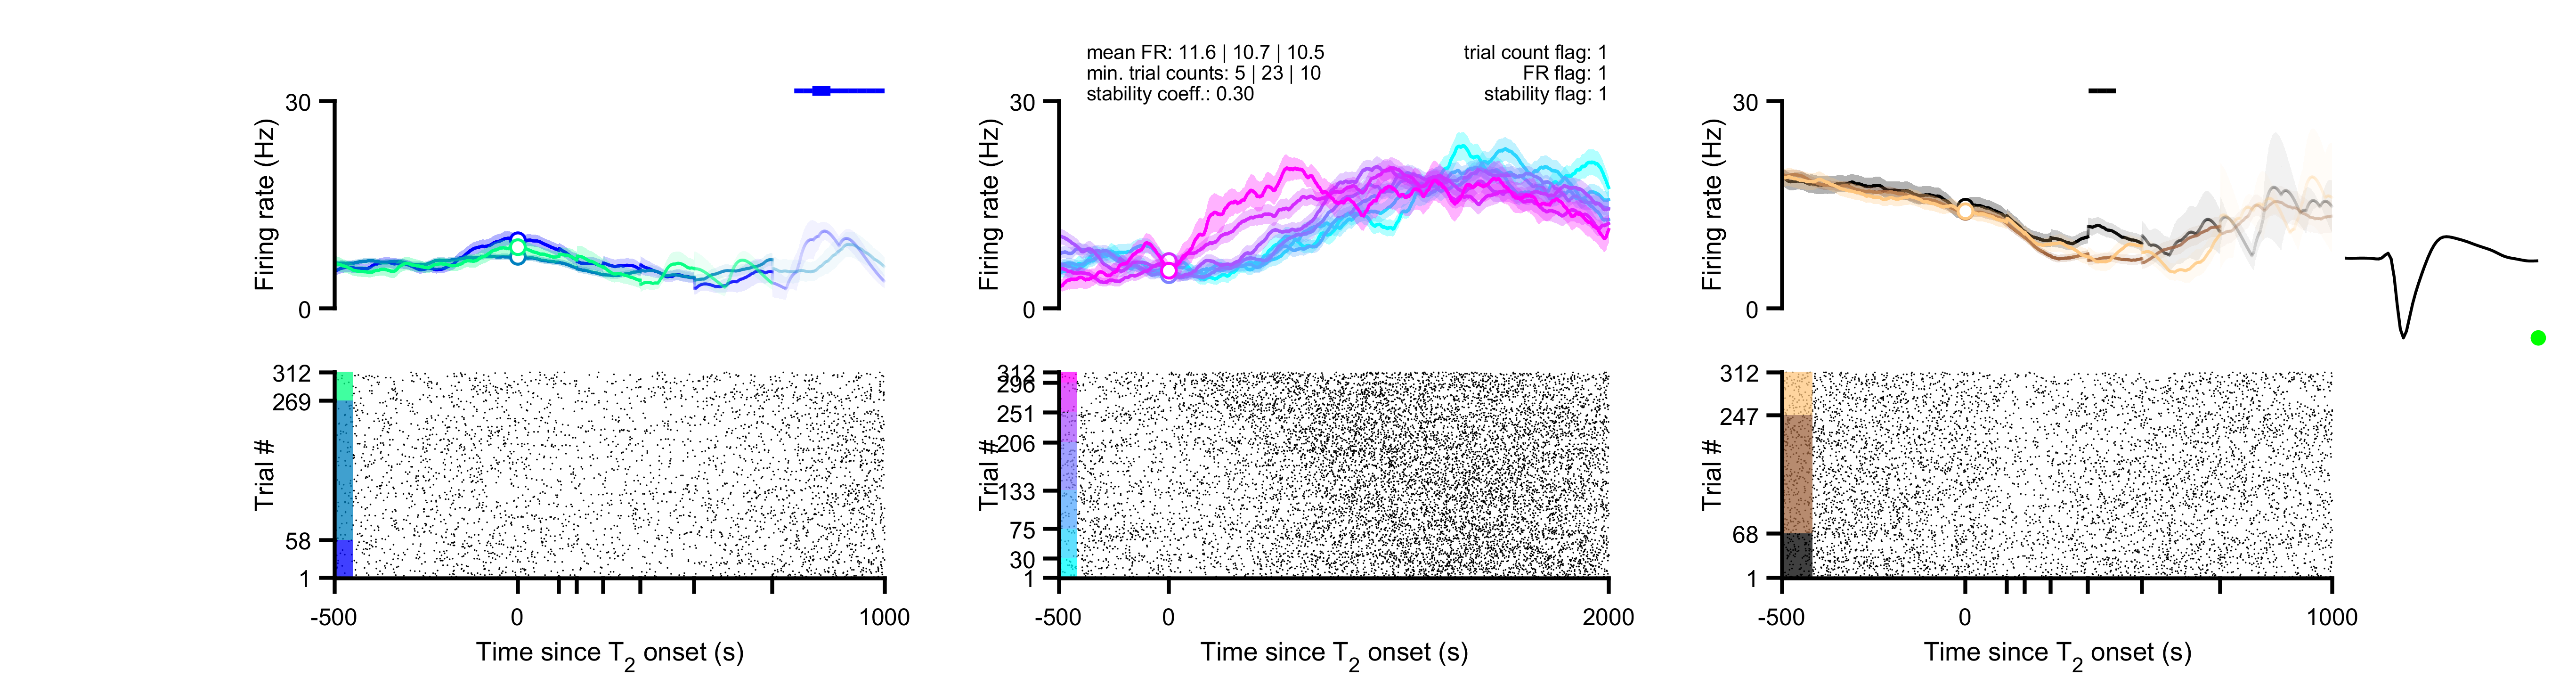 mean FR: 11.6 | 10.7 | 10.5
min. trial counts: 5 | 23 | 10
stability coeff.: 0.30
trial count flag: 1
FR flag: 1
stability flag: 1
30
Firing rate (Hz)
0
30
Firing rate (Hz)
0
30
Firing rate (Hz)
0
312
269
Trial #
58
1
-500
0
1000
Time since T2 onset (s)
312
296
251
206
Trial #
133
75
30
1
-500
0
2000
Time since T2 onset (s)
312
247
Trial #
68
1
-500
0
1000
Time since T2 onset (s)